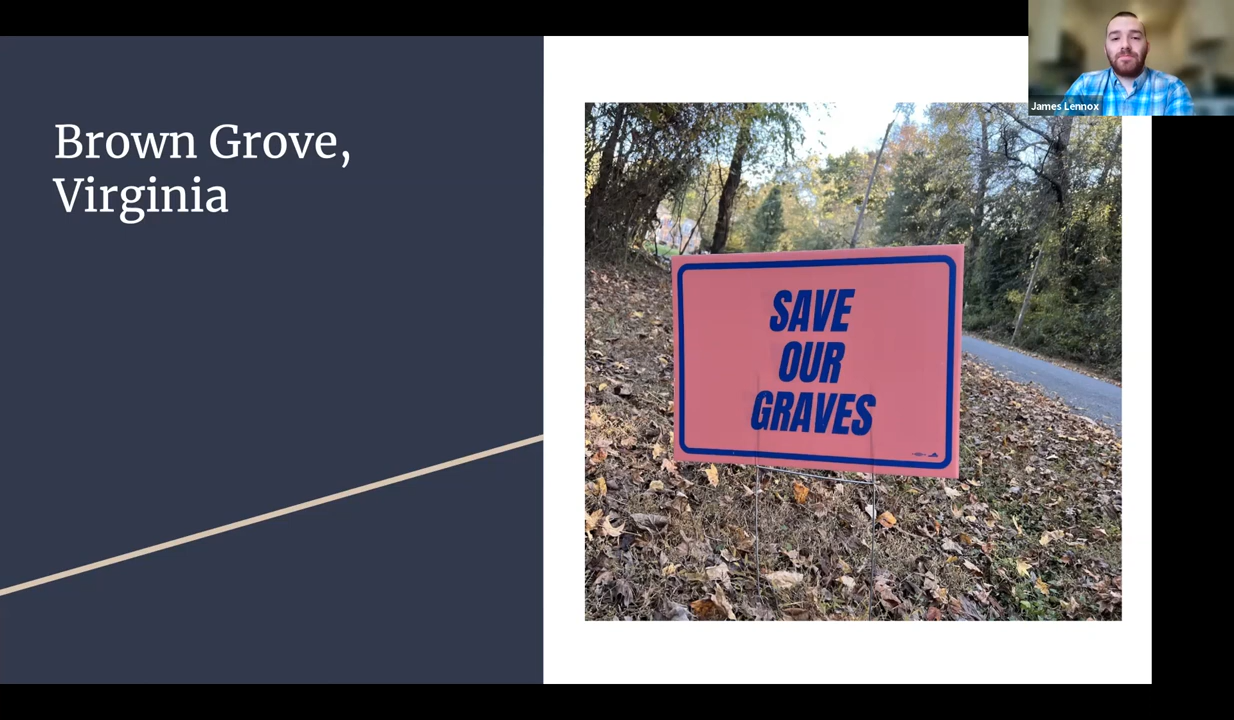 Brown Grove,
Virginia
James Lennox
SAVE
OUR
GRAVES